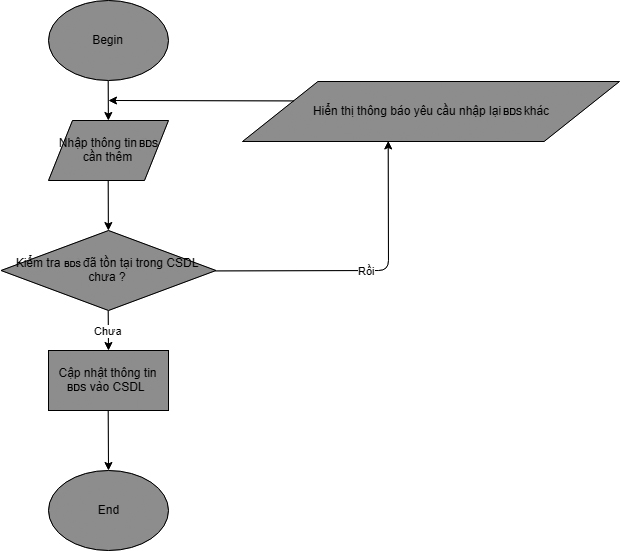 Begin
Hiển thị thông báo yêu cầu nhập lại BDS khác
Nhập thông tin BDS
cần thêm
Kiểm tra BDS đã tồn tại trong CSDL
chưa ?
Rồi
Chưa
Cập nhật thông tin
BDS vảo CSDL
End